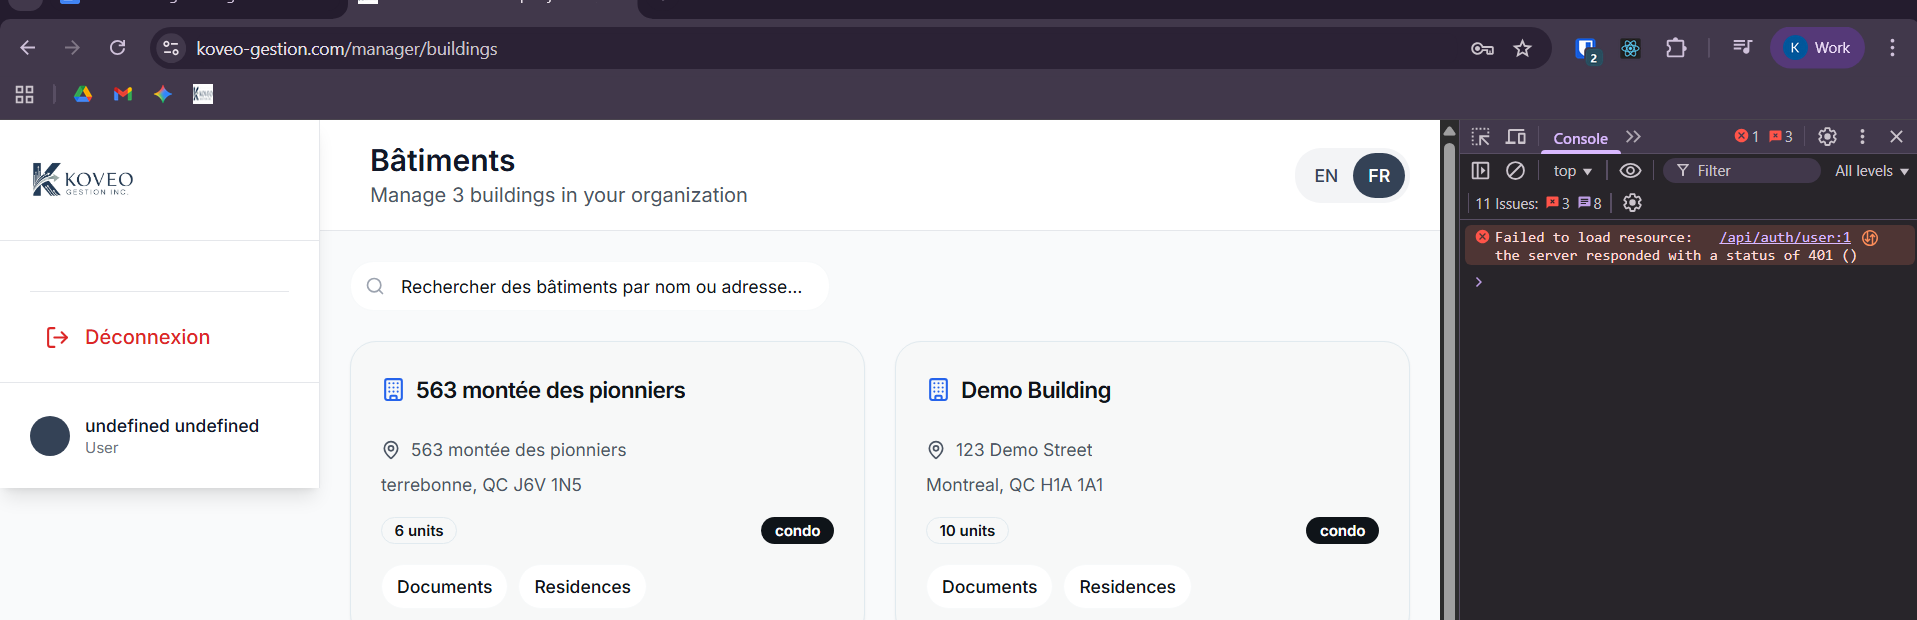 koveo-gestion.com/manager/buildings
2
K Work
KOVEO
Console
1
3
KOVEO
GESTION INC.
Bâtiments
Manage 3 buildings in your organization
EN
FR
top
Filter
All levels
11 Issues:
3
8
Failed to load resource: /api/auth/user:1
the server responded with a status of 401 ()
Rechercher des bâtiments par nom ou adresse...
Déconnexion
undefined undefined
User
563 montée des pionniers
563 montée des pionniers
terrebonne, QC J6V 1N5
6 units
condo
Documents
Residences
Demo Building
123 Demo Street
Montreal, QC H1A 1A1
10 units
condo
Documents
Residences